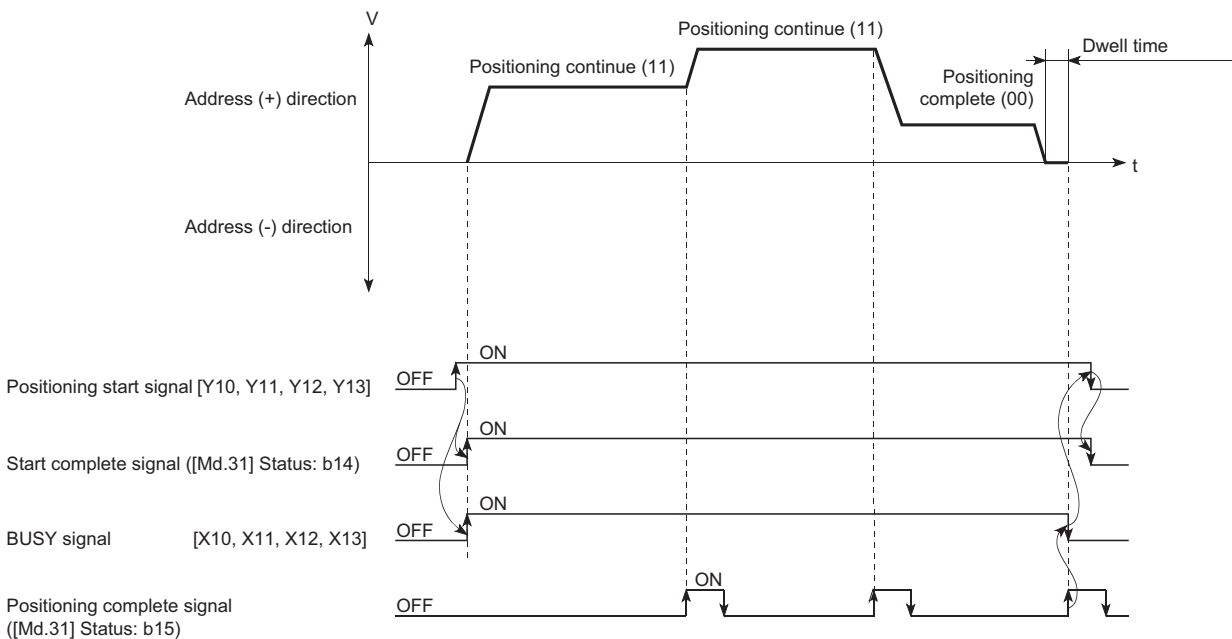 V
Positioning continue (11)
Dwell time
Positioning continue (11)
Positioning
complete (00)
Address (+) direction
t
Address (-) direction
ON
Positioning start signal [Y10, Y11, Y12, Y13]
OFF
ON
Start complete signal ([Md.31] Status: b14)
OFF
ON
BUSY signal [X10, X11, X12, X13]
OFF
ON
Positioning complete signal
([Md.31] Status: b15)
OFF